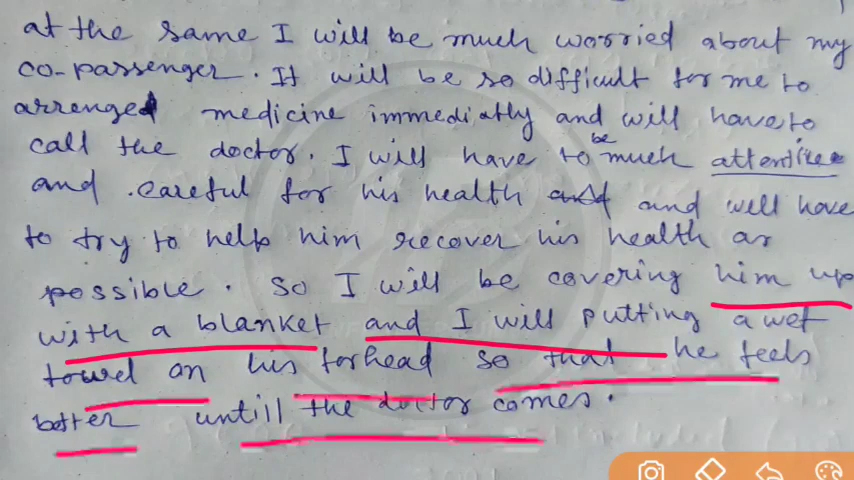 at the same I will be much worried about my
co-passenger. It will be so difficult for me to
arrenged medicine immediatly and will have to
call the doctor. I will have to be much attentive
and careful for his health and and will have
to try to help him recover his health as
possible. So I will be covering him up
with a blanket and I will putting a wet
towel on his forhead so that he feels
better untill the doctor comes.